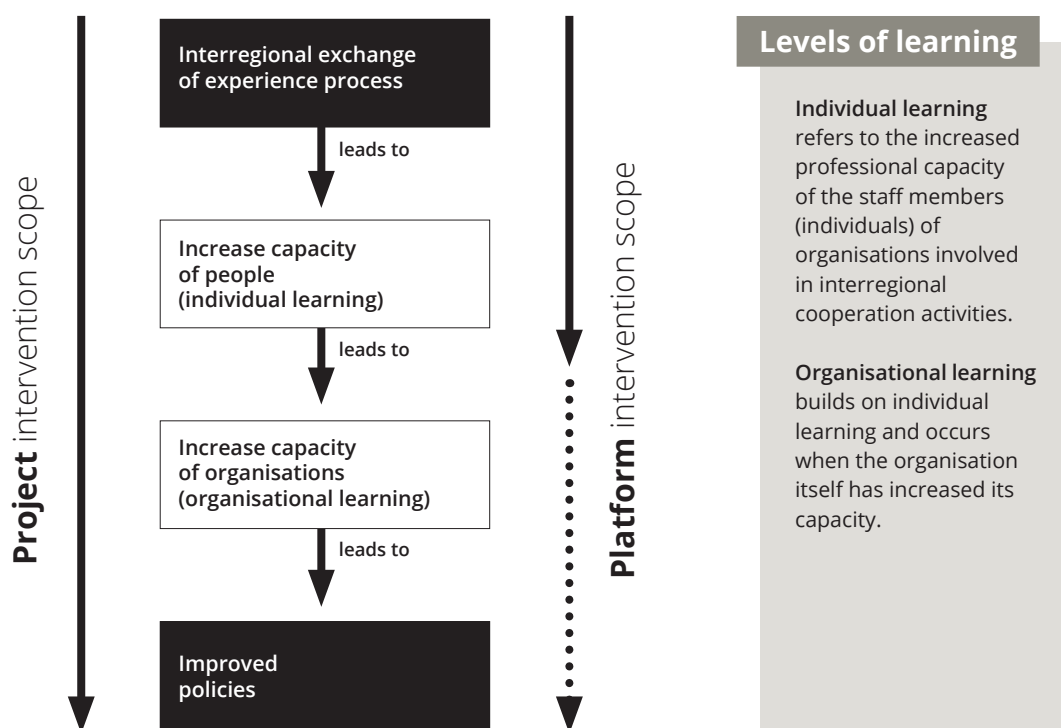 Project intervention scope
Interregional exchange
of experience process
leads to
Increase capacity
of people
(individual learning)
leads to
Increase capacity
of organisations
(organisational learning)
leads to
Improved
policies
Platform intervention scope
Levels of learning
Individual learning
refers to the increased
professional capacity
of the staff members
(individuals) of
organisations involved
in interregional
cooperation activities.
Organisational learning
builds on individual
learning and occurs
when the organisation
itself has increased its
capacity.